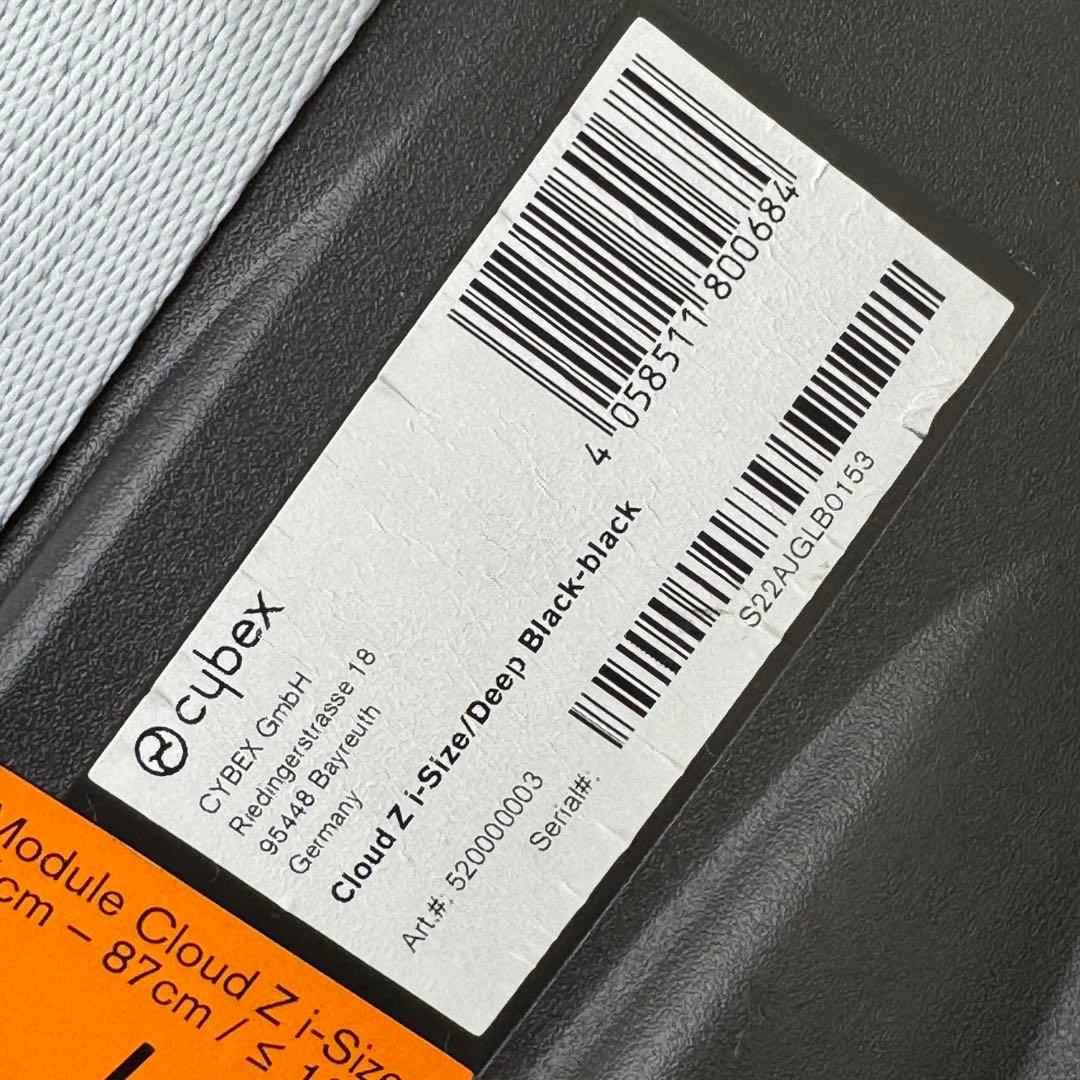 4 058511 800684
cybex
CYBEX GmbH
Riedingerstrasse 18
95448 Bayreuth
Germany
Cloud Z i-Size/Deep Black-black
Art.#: 520000003
Serial#:
S22AJGLB0153
Module Cloud Z i-Size
cm – 87cm / ≤